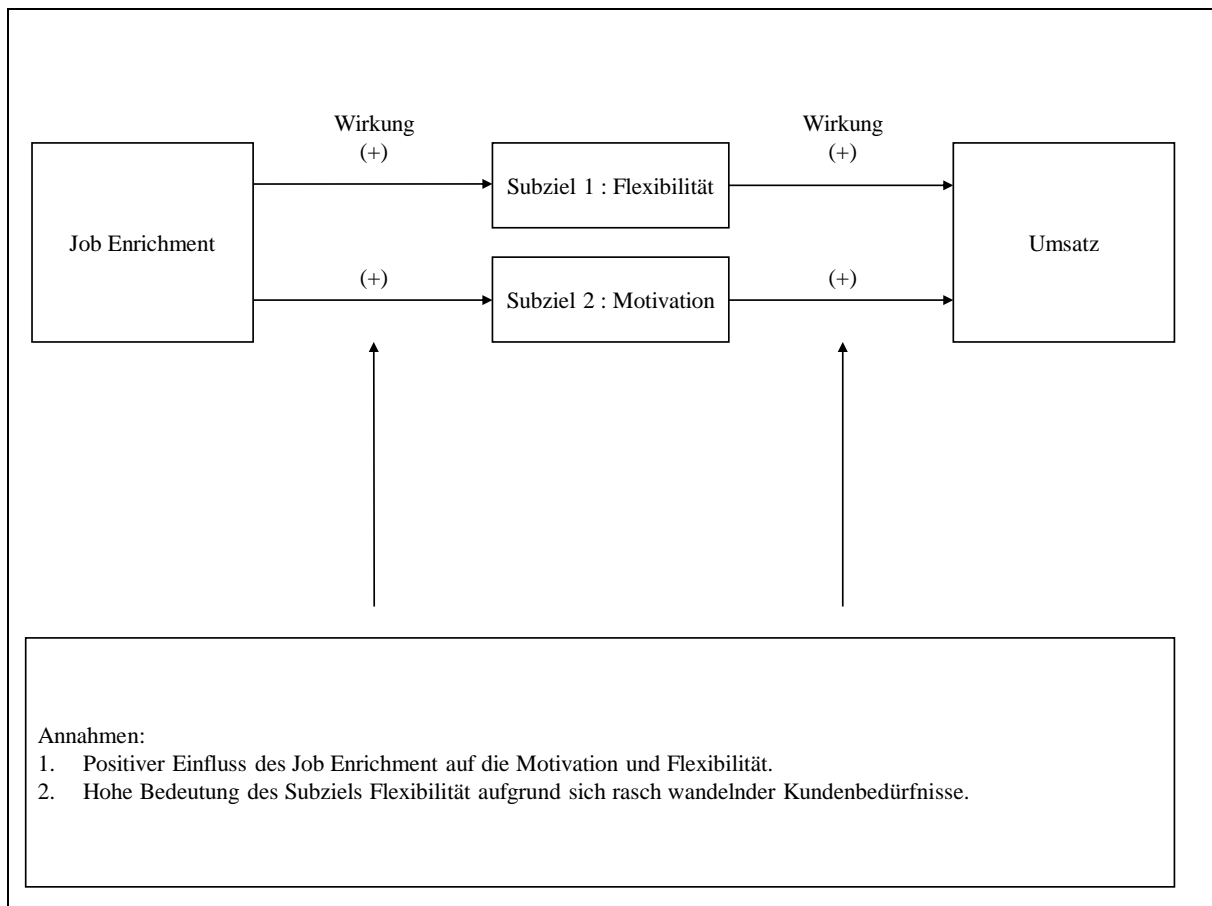 Wirkung
(+)
Wirkung
(+)
Job Enrichment
Subziel 1 : Flexibilität
Umsatz
(+)
Subziel 2 : Motivation
(+)
Annahmen:
1. Positiver Einfluss des Job Enrichment auf die Motivation und Flexibilität.
2. Hohe Bedeutung des Subziels Flexibilität aufgrund sich rasch wandelnder Kundenbedürfnisse.